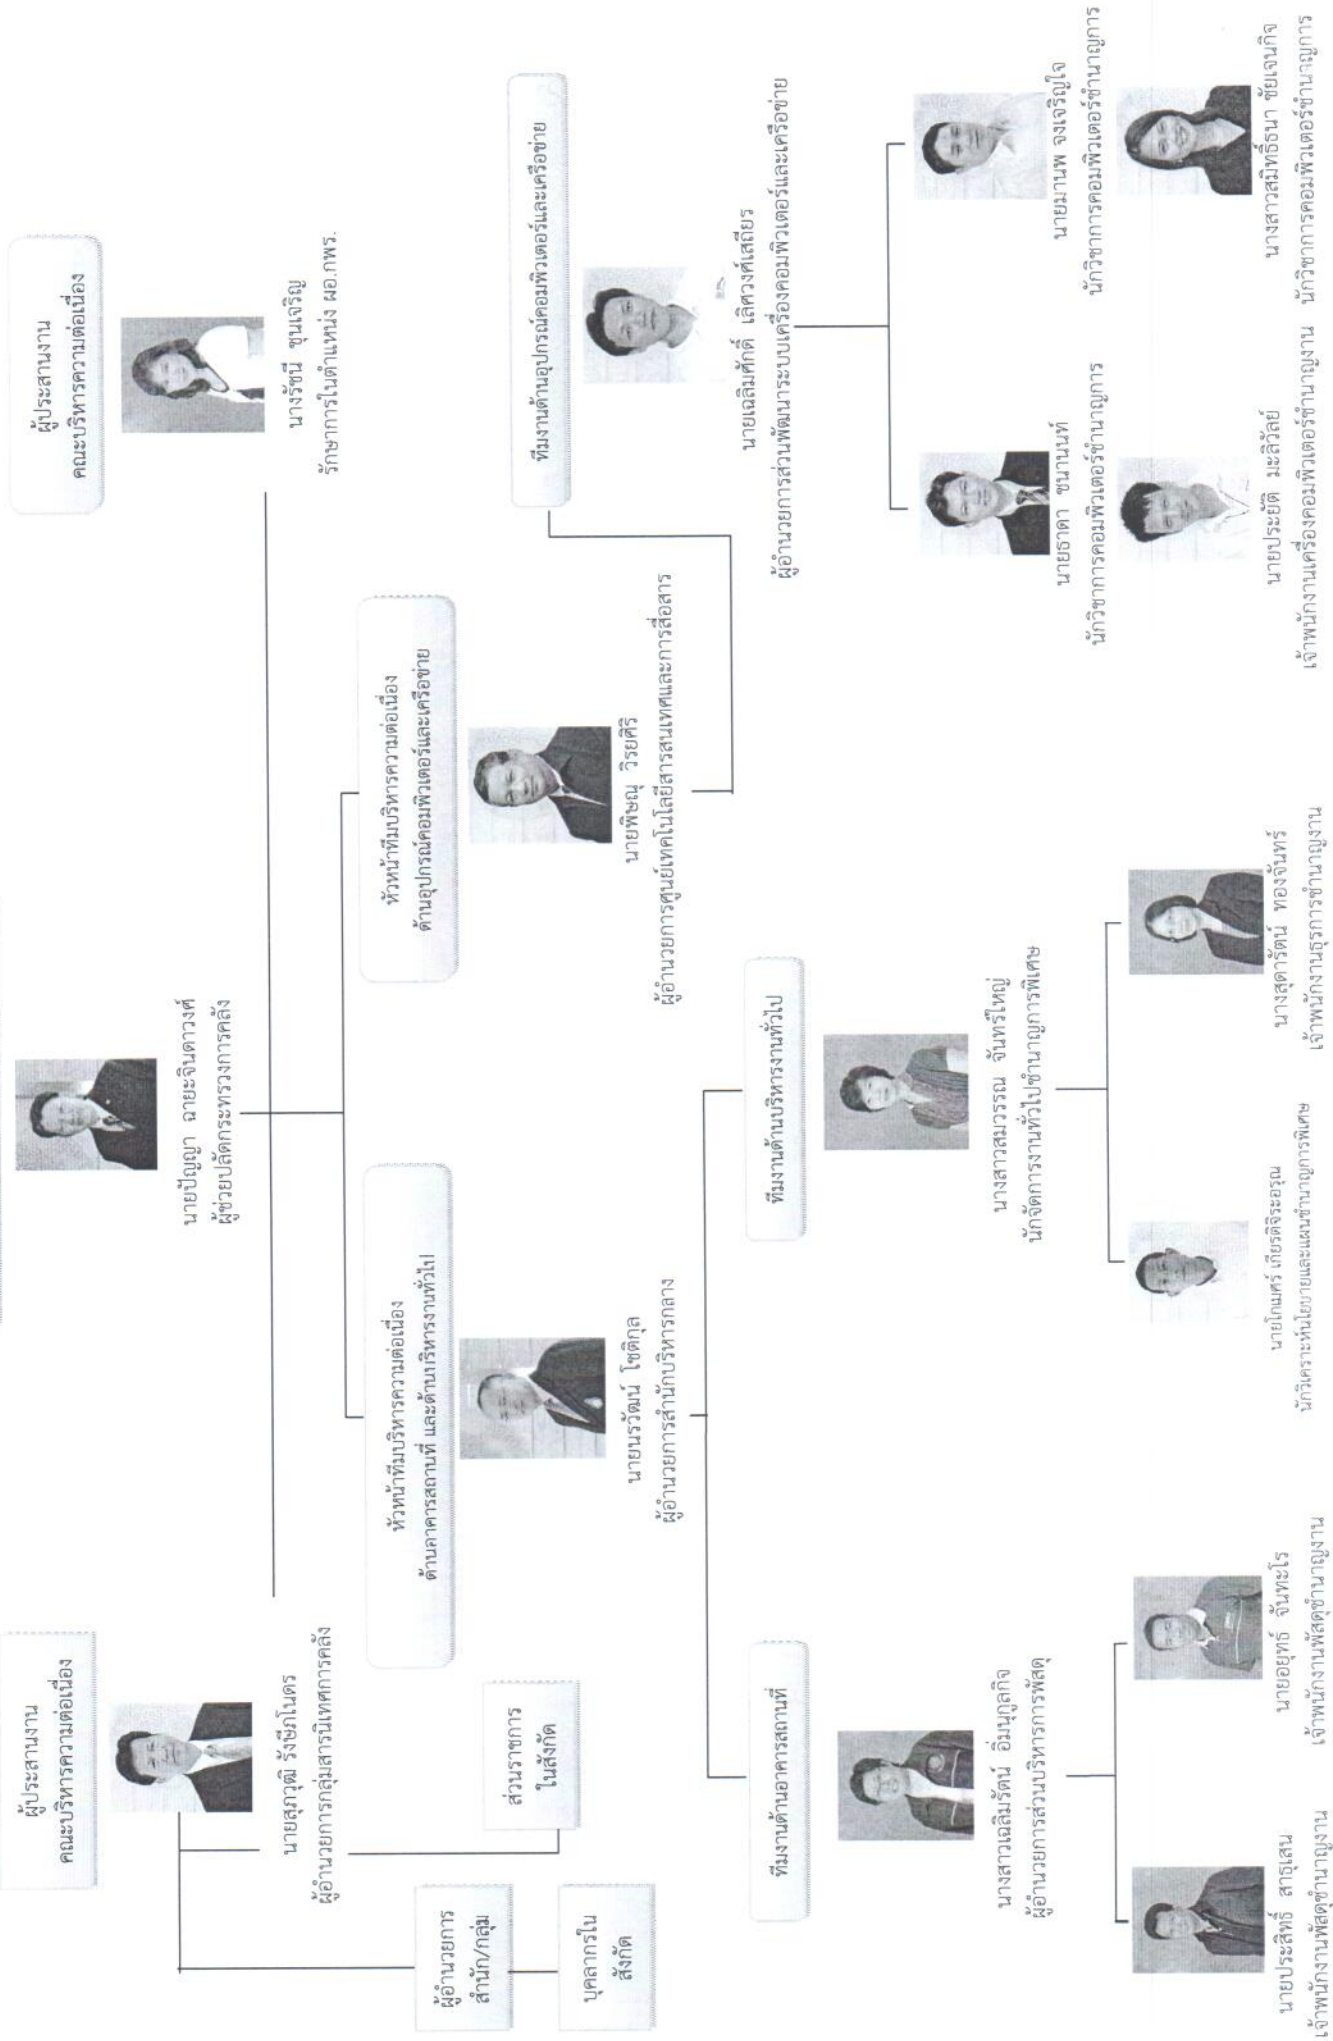 นายปัญญา ฉายะจินดาวงศ์
ผู้ช่วยปลัดกระทรวงการคลัง
ผู้ประสานงาน
คณะบริหารความต่อเนื่อง
นายสุภวุฒิ รังษีภโนดร
ผู้อำนวยการกลุ่มสารนิเทศการคลัง
ผู้ประสานงาน
คณะบริหารความต่อเนื่อง
นางรัชนี ชุนเจริญ
รักษาการในตำแหน่ง ผอ.กพร.
ผู้อำนวยการ
สำนัก/กลุ่ม
บุคลากรใน
สังกัด
ส่วนราชการ
ในสังกัด
หัวหน้าทีมบริหารความต่อเนื่อง
ด้านอาคารสถานที่ และด้านบริหารงานทั่วไป
นายนรวัฒน์ โชติกุล
ผู้อำนวยการสำนักบริหารกลาง
หัวหน้าทีมบริหารความต่อเนื่อง
ด้านอุปกรณ์คอมพิวเตอร์และเครือข่าย
นายพิษณุ วิรยศิริ
ผู้อำนวยการศูนย์เทคโนโลยีสารสนเทศและการสื่อสาร
ทีมงานด้านอาคารสถานที่
นางสาวเฉลิมรัตน์ อิ่มนุกูลกิจ
ผู้อำนวยการส่วนบริหารการพัสดุ
นายประสิทธิ์ สาธุเสน
เจ้าพนักงานพัสดุชำนาญงาน
นายอยุทธ์ จันทะโร
เจ้าพนักงานพัสดุชำนาญงาน
ทีมงานด้านบริหารงานทั่วไป
นางสาวสมวรรณ จันทร์ใหญ่
นักจัดการงานทั่วไปชำนาญการพิเศษ
นายโกเมศร์ เกียรติจิระอรุณ
นักวิเคราะห์นโยบายและแผนชำนาญการพิเศษ
นางสุดารัตน์ ทองจันทร์
เจ้าพนักงานธุรการชำนาญงาน
ทีมงานด้านอุปกรณ์คอมพิวเตอร์และเครือข่าย
นายเฉลิมศักดิ์ เลิศวงศ์เสถียร
ผู้อำนวยการส่วนพัฒนาระบบเครื่องคอมพิวเตอร์และเครือข่าย
นายธาดา ชนานนท์
นักวิชาการคอมพิวเตอร์ชำนาญการ
นายมานพ จงเจริญใจ
นักวิชาการคอมพิวเตอร์ชำนาญการ
นายประยัติ มะลิวัลย์
เจ้าพนักงานเครื่องคอมพิวเตอร์ชำนาญงาน
นางสาวสมิทธิ์ธนา ชัยเจนกิจ
นักวิชาการคอมพิวเตอร์ชำนาญการ